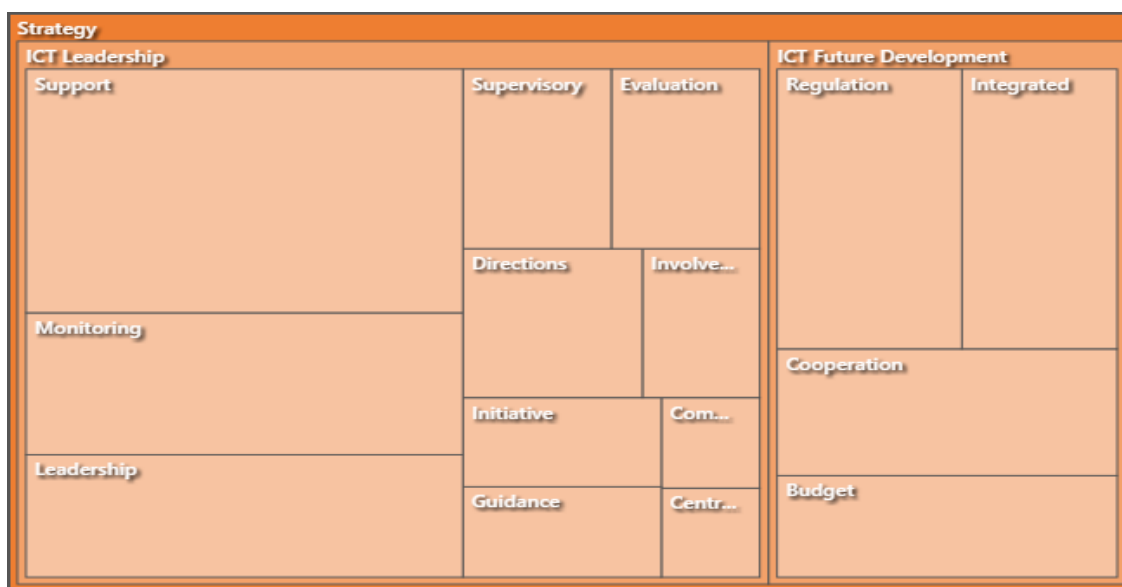 Strategy
ICT Leadership
ICT Future Development
Support
Supervisory
Evaluation
Regulation
Integrated
Directions
Involve...
Monitoring
Cooperation
Initiative
Com...
Leadership
Guidance
Centr...
Budget